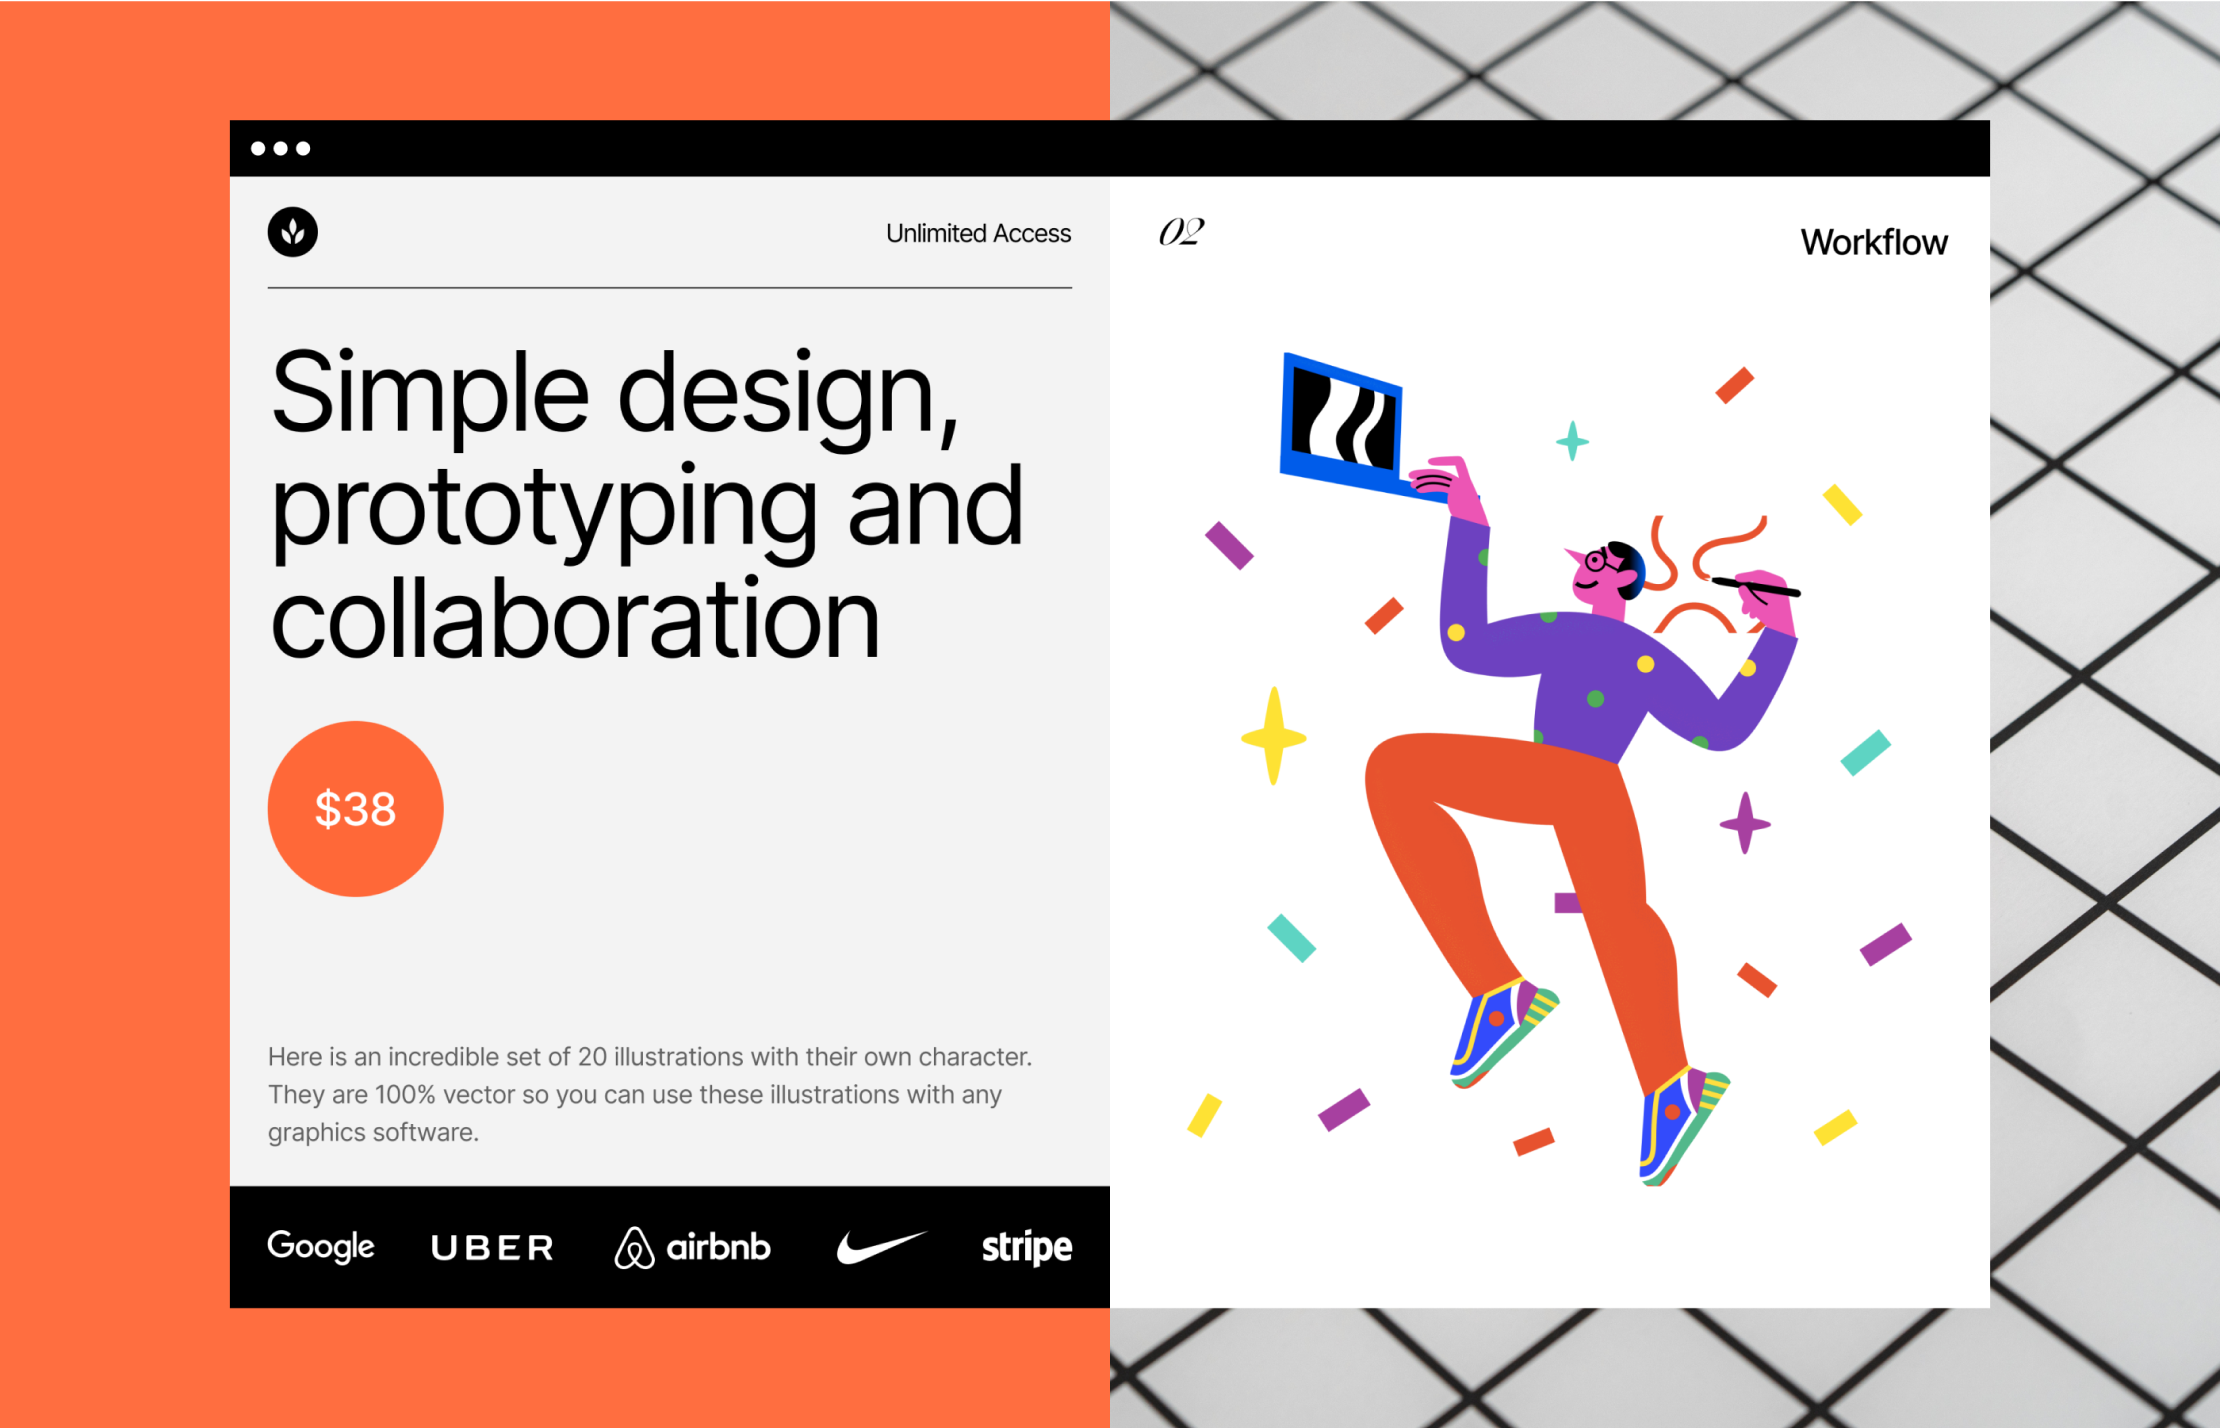 Unlimited Access
Simple design,
prototyping and
collaboration
$38
Here is an incredible set of 20 illustrations with their own character.
They are 100% vector so you can use these illustrations with any
graphics software.
Google UBER airbnb stripe
02
Workflow